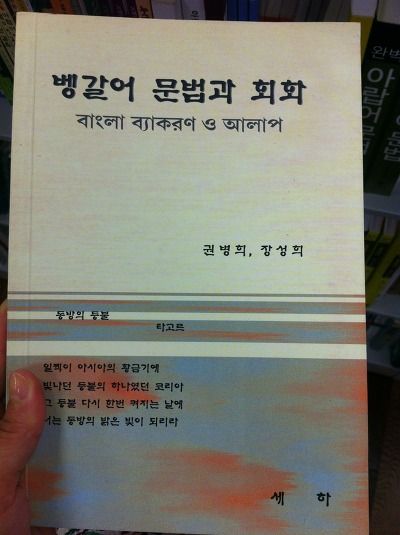 벵갈어 문법과 회화
বাংলা ব্যাকরণ ও আলাপ
권병희, 장성희
동방의 등불
타고르
일찍이 아시아의 황금기에
빛나던 등불의 하나였던 코리아
그 등불 다시 한번 켜지는 날에
너는 동방의 밝은 빛이 되리라
세 하
완벽